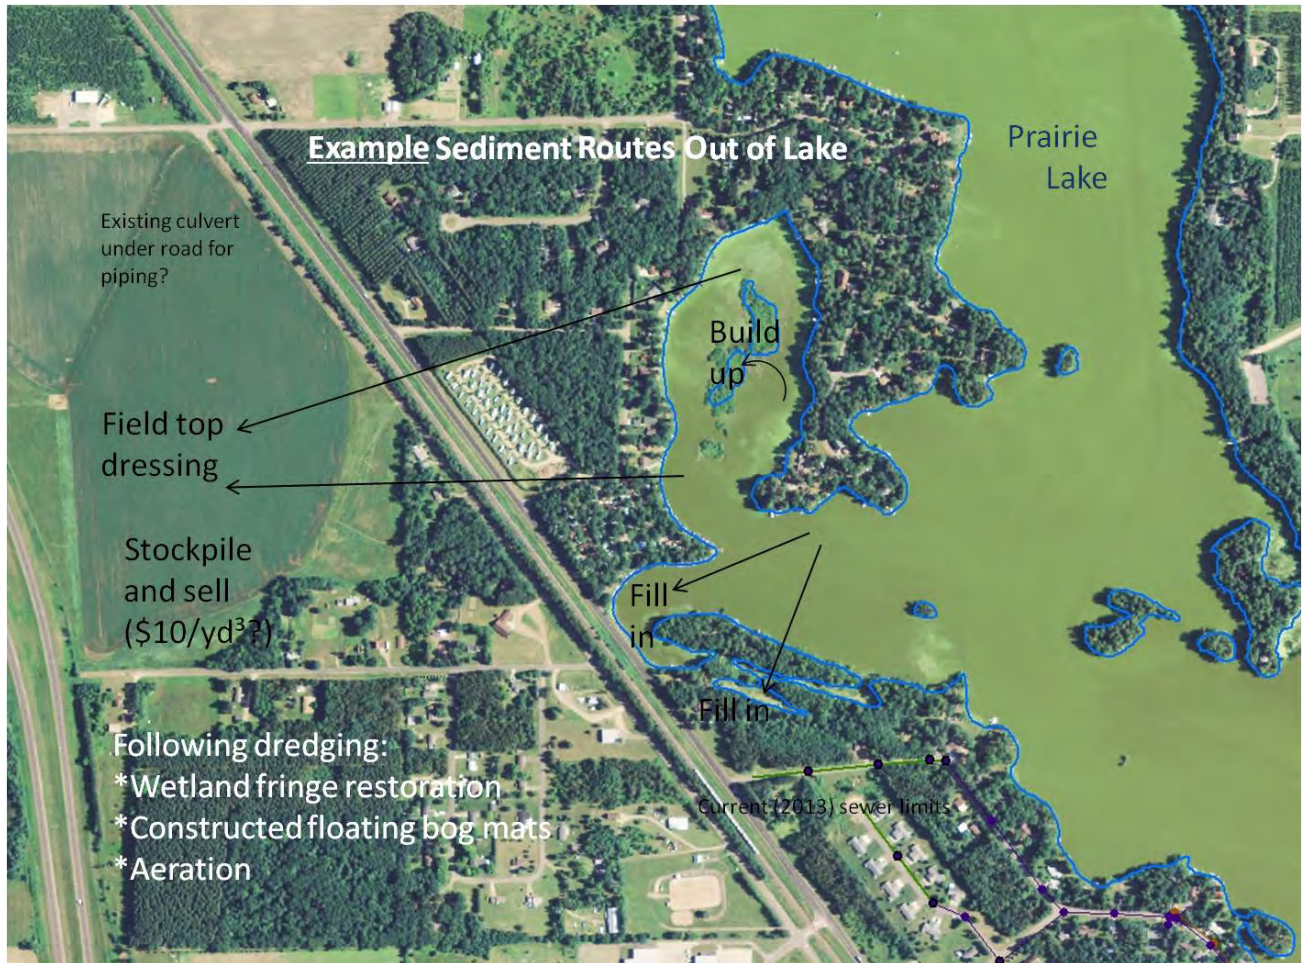 Example Sediment Routes Out of Lake
Prairie
Lake
Existing culvert
under road for
piping?
Build
up
Field top
dressing
Stockpile
and sell
($10/yd³?)
Fill
in
Fill in
Following dredging:
*Wetland fringe restoration
*Constructed floating bog mats
*Aeration
Current (2013) sewer limits